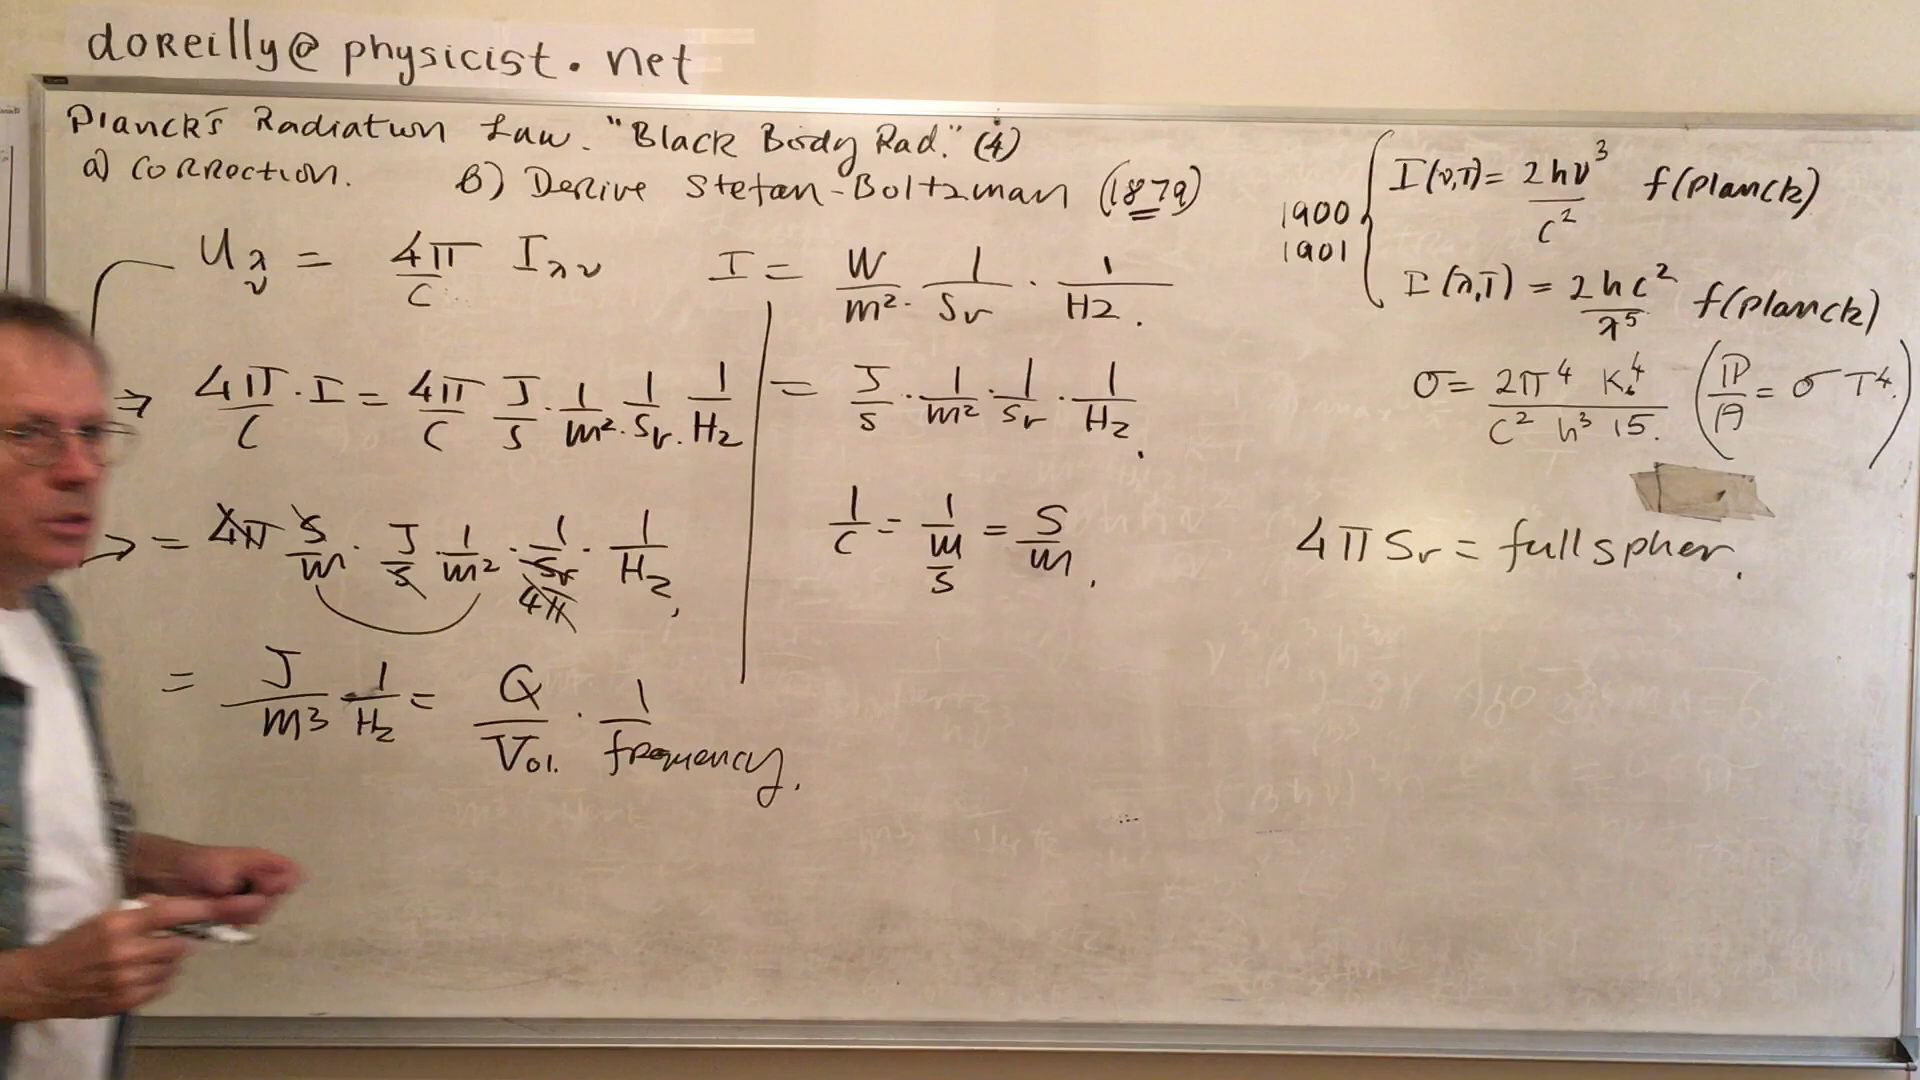 doReilly@physicist.net
Planck's Radiation Law. "Black Body Rad." (4)
a) Correction. B) Derive Stefan-Boltzman (1879)
U λ ν = 4π/c I λν
I = W/m² · 1/Sr · 1/Hz.
⇒ 4π/c · I = 4π/c J/s · 1/m² · 1/Sr · 1/Hz
= J/s · 1/m² · 1/Sr · 1/Hz.
→ = 4π s/m · J/s · 1/m² · 1/Sr 4π · 1/Hz,
1/c = 1/(m/s) = s/m.
= J/m³ 1/Hz = Q/Vol. · 1/frequency.
1900 1901 { I(ν,T) = 2hν³/c² f(Planck)
I(λ,T) = 2hc²/λ⁵ f(Planck)
σ = 2π⁴ K_b⁴/c² h³ 15. (P/A = σT⁴.)
4π Sr = full spher.